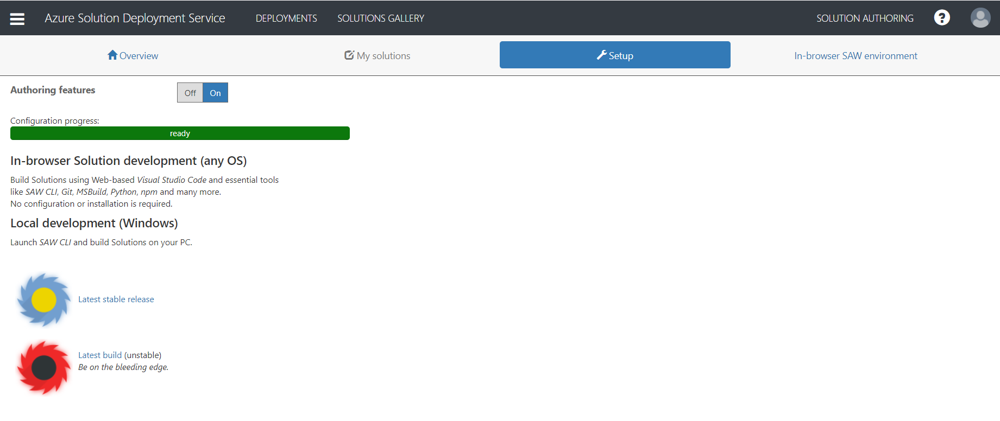 Azure Solution Deployment Service
DEPLOYMENTS
SOLUTIONS GALLERY
SOLUTION AUTHORING
?
Overview
My solutions
Setup
In-browser SAW environment
Authoring features
Off
On
Configuration progress:
ready
In-browser Solution development (any OS)
Build Solutions using Web-based Visual Studio Code and essential tools
like SAW CLI, Git, MSBuild, Python, npm and many more.
No configuration or installation is required.
Local development (Windows)
Launch SAW CLI and build Solutions on your PC.
Latest stable release
Latest build (unstable)
Be on the bleeding edge.